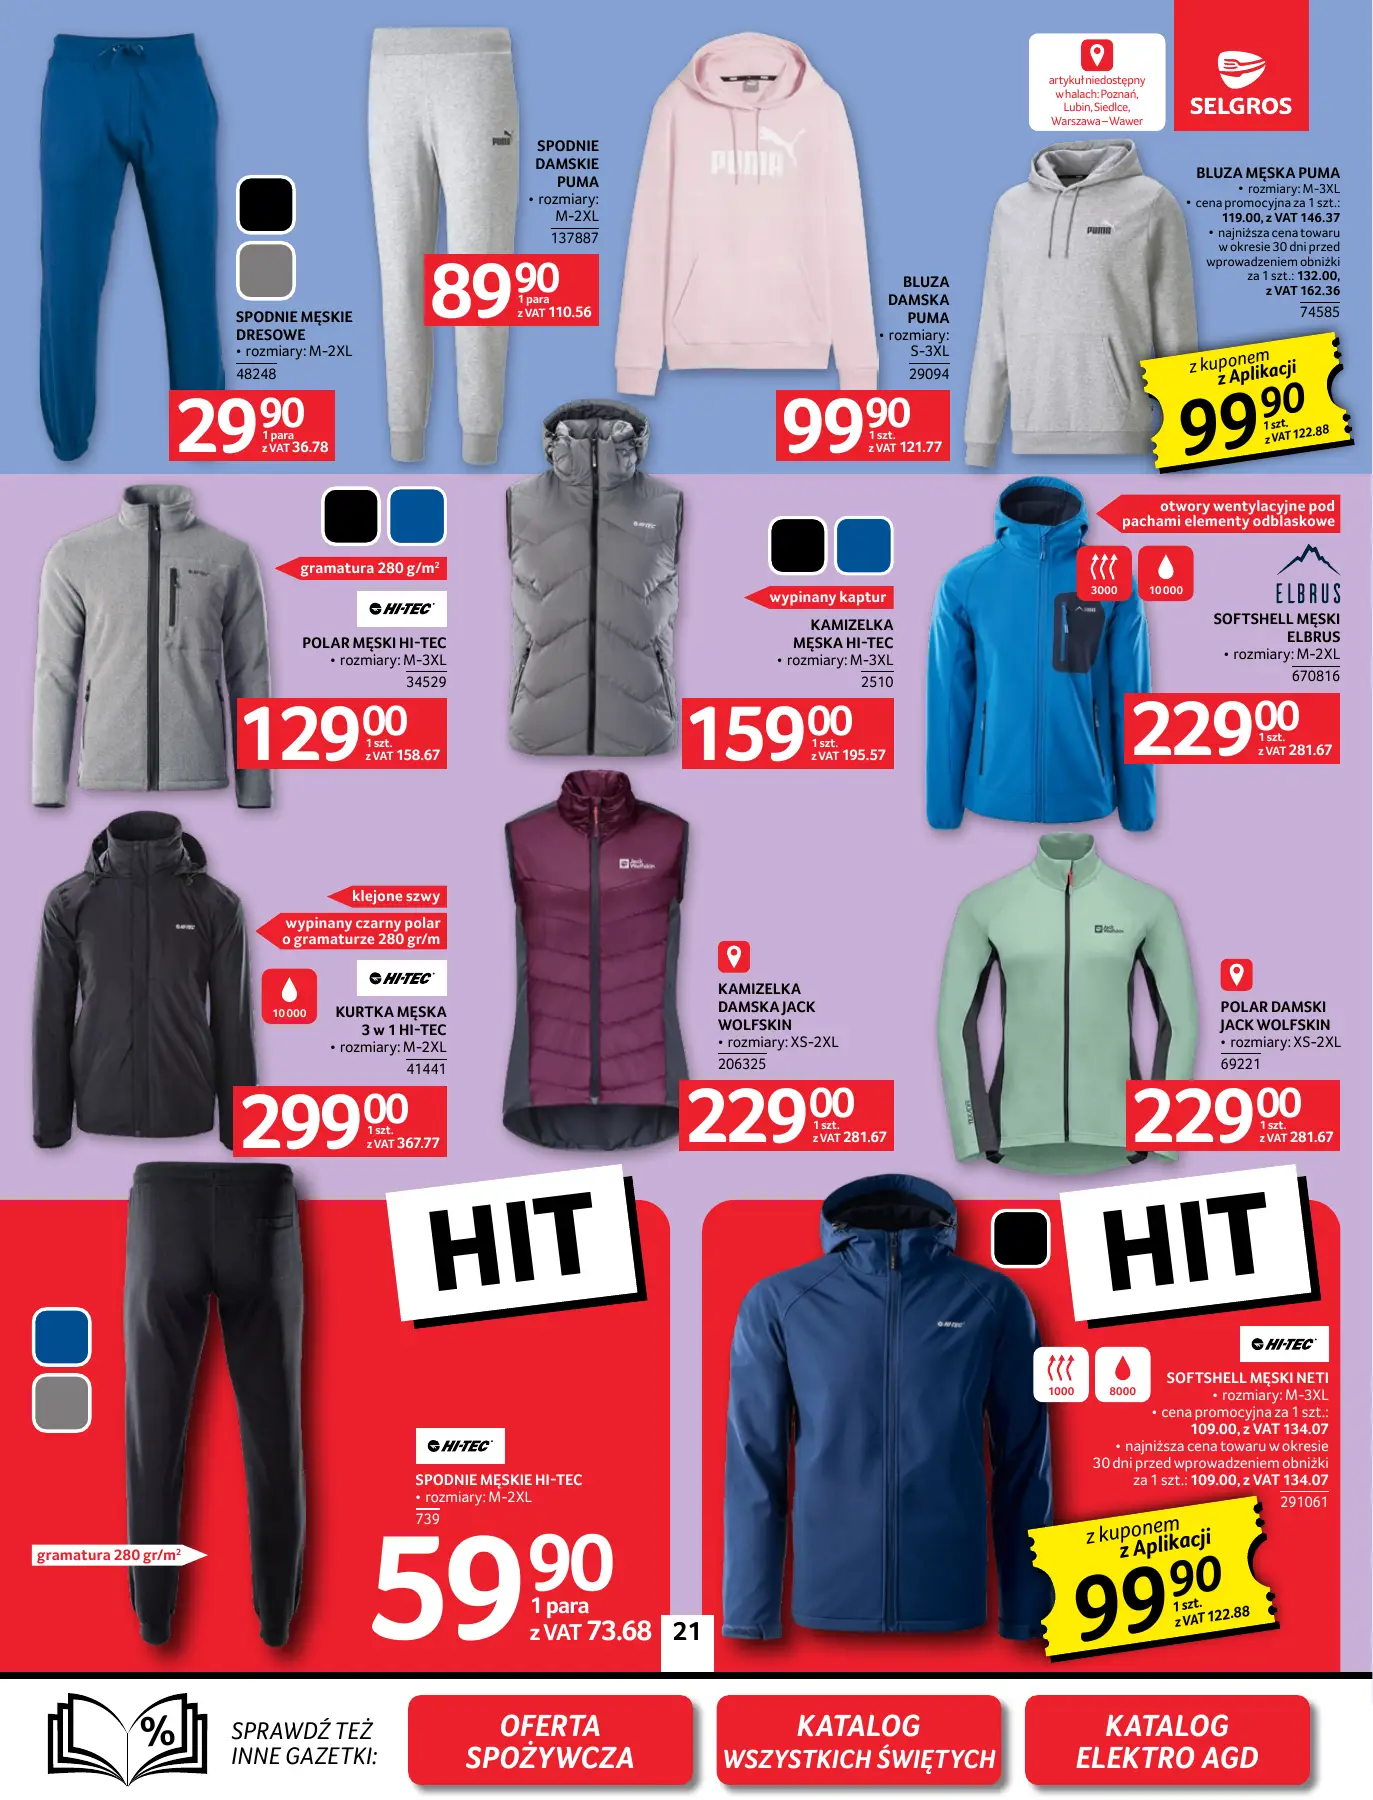 artykuł niedostępny
w halach: Poznań,
Lubin, Siedlce,
Warszawa – Wawer
SELGROS
SPODNIE MĘSKIE
DRESOWE
• rozmiary: M-2XL
48248
29 90
1 para
z VAT 36.78
PUMA
SPODNIE
DAMSKIE
PUMA
• rozmiary:
M-2XL
137887
89 90
1 para
z VAT 110.56
PUMA
BLUZA
DAMSKA
PUMA
• rozmiary:
S-3XL
29094
99 90
1 szt.
z VAT 121.77
PUMA
BLUZA MĘSKA PUMA
• rozmiary: M-3XL
• cena promocyjna za 1 szt.:
119.00, z VAT 146.37
• najniższa cena towaru
w okresie 30 dni przed
wprowadzeniem obniżki
za 1 szt.: 132.00,
z VAT 162.36
74585
z kuponem
z Aplikacji
99 90
1 szt.
z VAT 122.88
HI-TEC
gramatura 280 g/m²
HI-TEC
POLAR MĘSKI HI-TEC
• rozmiary: M-3XL
34529
129 00
1 szt.
z VAT 158.67
HI-TEC
wypinany kaptur
KAMIZELKA
MĘSKA HI-TEC
• rozmiary: M-3XL
2510
159 00
1 szt.
z VAT 195.57
otwory wentylacyjne pod
pachami elementy odblaskowe
3000
10 000
ELBRUS
SOFTSHELL MĘSKI
ELBRUS
• rozmiary: M-2XL
670816
229 00
1 szt.
z VAT 281.67
HI-TEC
klejone szwy
wypinany czarny polar
o gramaturze 280 gr/m
10 000
HI-TEC
KURTKA MĘSKA
3 w 1 HI-TEC
• rozmiary: M-2XL
41441
299 00
1 szt.
z VAT 367.77
Jack
Wolfskin
KAMIZELKA
DAMSKA JACK
WOLFSKIN
• rozmiary: XS-2XL
206325
229 00
1 szt.
z VAT 281.67
Jack
Wolfskin
POLAR DAMSKI
JACK WOLFSKIN
• rozmiary: XS-2XL
69221
229 00
1 szt.
z VAT 281.67
HIT
gramatura 280 gr/m²
HI-TEC
SPODNIE MĘSKIE HI-TEC
• rozmiary: M-2XL
739
59 90
1 para
z VAT 73.68
HIT
HI-TEC
HI-TEC
1000
8000
SOFTSHELL MĘSKI NETI
• rozmiary: M-3XL
• cena promocyjna za 1 szt.:
109.00, z VAT 134.07
• najniższa cena towaru w okresie
30 dni przed wprowadzeniem obniżki
za 1 szt.: 109.00, z VAT 134.07
291061
z kuponem
z Aplikacji
99 90
1 szt.
z VAT 122.88
21
%
SPRAWDŹ TEŻ
INNE GAZETKI:
OFERTA
SPOŻYWCZA
KATALOG
WSZYSTKICH ŚWIĘTYCH
KATALOG
ELEKTRO AGD